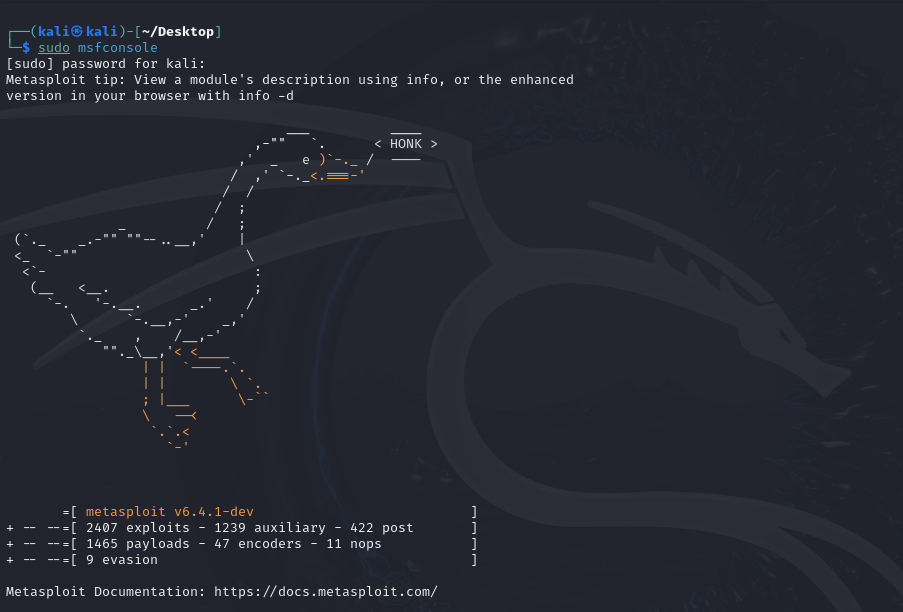 ┌──(kali㉿kali)-[~/Desktop]
└─$ sudo msfconsole
[sudo] password for kali:
Metasploit tip: View a module's description using info, or the enhanced
version in your browser with info -d
< HONK >
=[ metasploit v6.4.1-dev ]
+ -- --=[ 2407 exploits - 1239 auxiliary - 422 post ]
+ -- --=[ 1465 payloads - 47 encoders - 11 nops ]
+ -- --=[ 9 evasion ]
Metasploit Documentation: https://docs.metasploit.com/